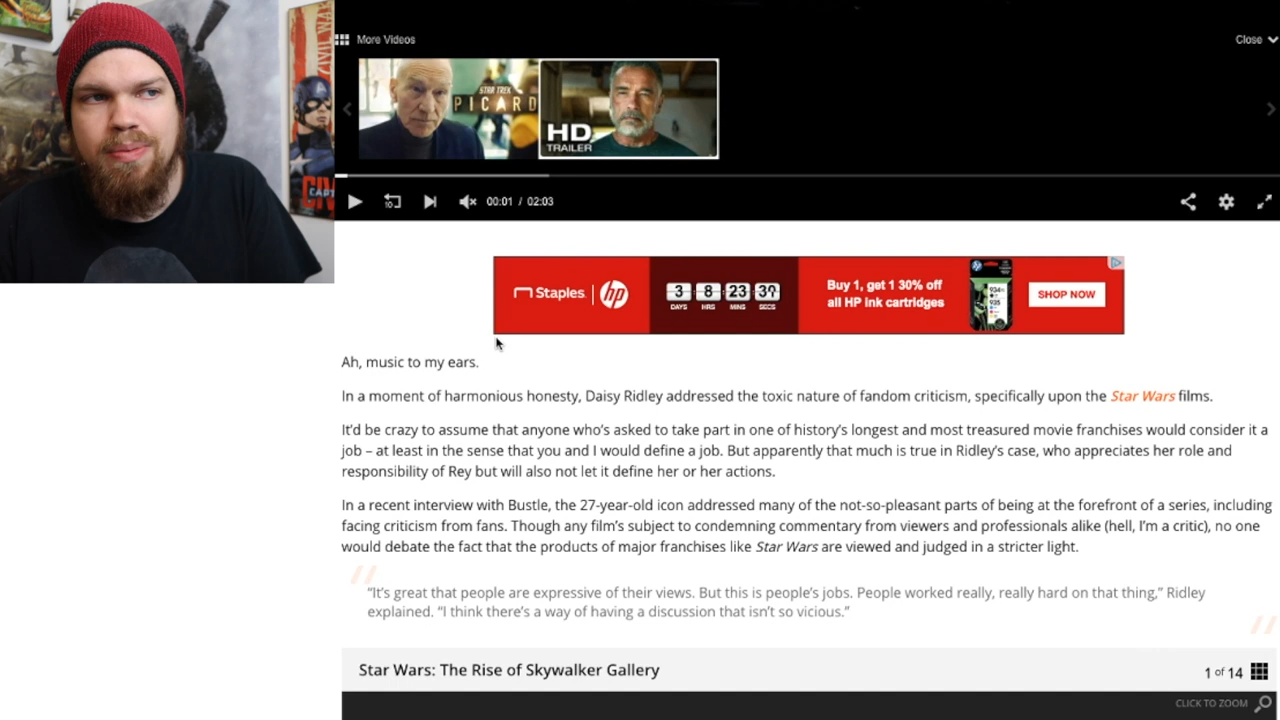 More Videos
Close
STAR TREK
PICARD
HD
TRAILER
CIVIL WAR
CAPT
CIV
10
00:01 / 02:03
Staples
hp
3 8 23
DAYS HRS MINS SECS
Buy 1, get 1 30% off
all HP ink cartridges
934
935
SHOP NOW
Ah, music to my ears.
In a moment of harmonious honesty, Daisy Ridley addressed the toxic nature of fandom criticism, specifically upon the Star Wars films.
It’d be crazy to assume that anyone who’s asked to take part in one of history’s longest and most treasured movie franchises would consider it a
job – at least in the sense that you and I would define a job. But apparently that much is true in Ridley’s case, who appreciates her role and
responsibility of Rey but will also not let it define her or her actions.
In a recent interview with Bustle, the 27-year-old icon addressed many of the not-so-pleasant parts of being at the forefront of a series, including
facing criticism from fans. Though any film’s subject to condemning commentary from viewers and professionals alike (hell, I’m a critic), no one
would debate the fact that the products of major franchises like Star Wars are viewed and judged in a stricter light.
“It’s great that people are expressive of their views. But this is people’s jobs. People worked really, really hard on that thing,” Ridley
explained. “I think there’s a way of having a discussion that isn’t so vicious.”
Star Wars: The Rise of Skywalker Gallery
1 of 14
CLICK TO ZOOM